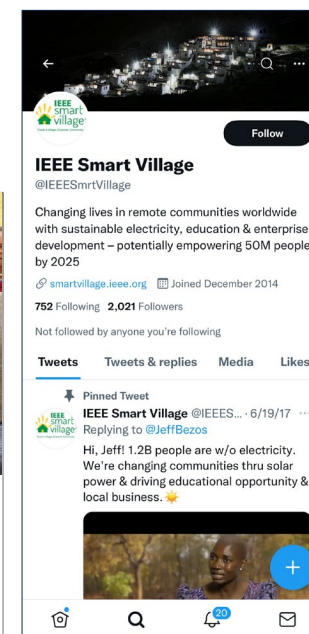 IEEE
smart
village
Follow
IEEE Smart Village
@IEEESmrtVillage
Changing lives in remote communities worldwide
with sustainable electricity, education & enterprise
development – potentially empowering 50M people
by 2025
smartvillage.ieee.org Joined December 2014
752 Following 2,021 Followers
Not followed by anyone you're following
Tweets Tweets & replies Media Likes
Pinned Tweet
IEEE Smart Village @IEEES... · 6/19/17 ···
Replying to @JeffBezos
IEEE
smart
village
Hi, Jeff! 1.2B people are w/o electricity.
We're changing communities thru solar
power & driving educational opportunity &
local business. ☀️
20